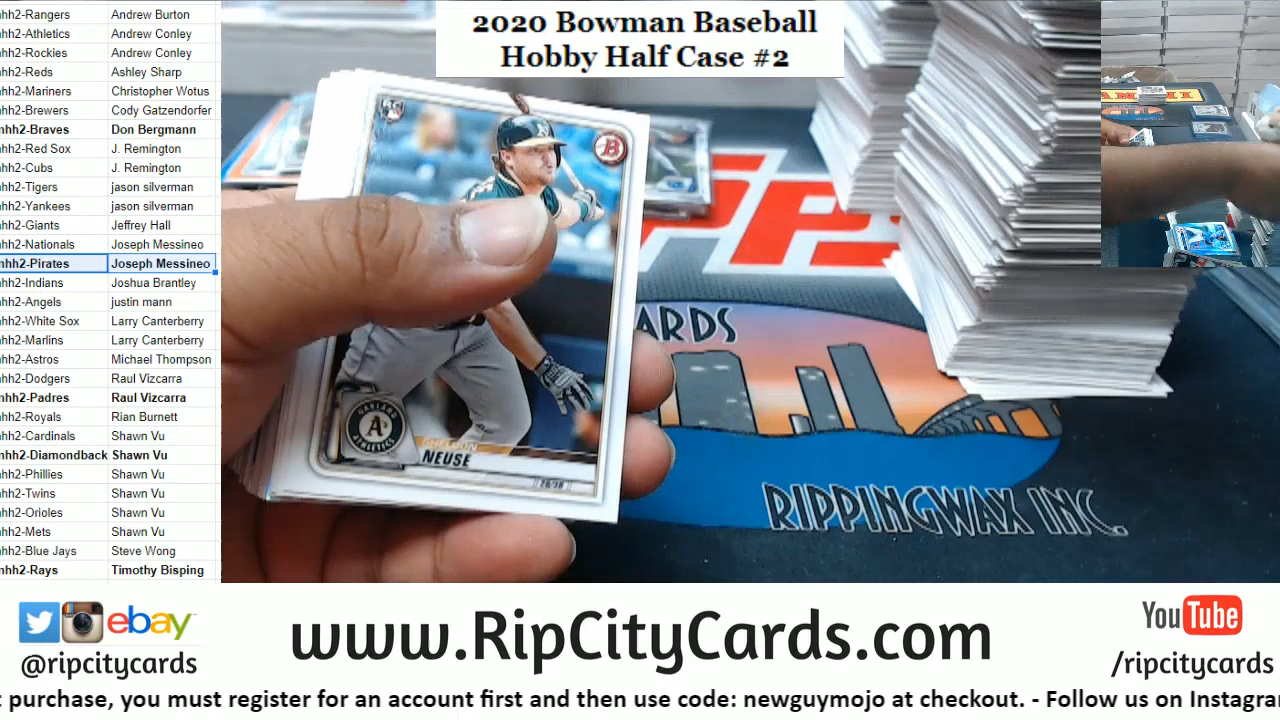 2020 Bowman Baseball
Hobby Half Case #2
hh2-Rangers Andrew Burton
hh2-Athletics Andrew Conley
hh2-Rockies Andrew Conley
hh2-Reds Ashley Sharp
hh2-Mariners Christopher Wotus
hh2-Brewers Cody Gatzendorfer
hh2-Braves Don Bergmann
hh2-Red Sox J. Remington
hh2-Cubs J. Remington
hh2-Tigers jason silverman
hh2-Yankees jason silverman
hh2-Giants Jeffrey Hall
hh2-Nationals Joseph Messineo
hh2-Pirates Joseph Messineo
hh2-Indians Joshua Brantley
hh2-Angels justin mann
hh2-White Sox Larry Canterberry
hh2-Marlins Larry Canterberry
hh2-Astros Michael Thompson
hh2-Dodgers Raul Vizcarra
hh2-Padres Raul Vizcarra
hh2-Royals Rian Burnett
hh2-Cardinals Shawn Vu
hh2-Diamondback Shawn Vu
hh2-Phillies Shawn Vu
hh2-Twins Shawn Vu
hh2-Orioles Shawn Vu
hh2-Mets Shawn Vu
hh2-Blue Jays Steve Wong
hh2-Rays Timothy Bisping
RC
B
OAKLAND
A's
ATHLETICS
NEUSE
ARDS
RIPPINGWAX INC.
ebay
@ripcitycards
www.RipCityCards.com
YouTube
/ripcitycards
purchase, you must register for an account first and then use code: newguymojo at checkout. - Follow us on Instagram